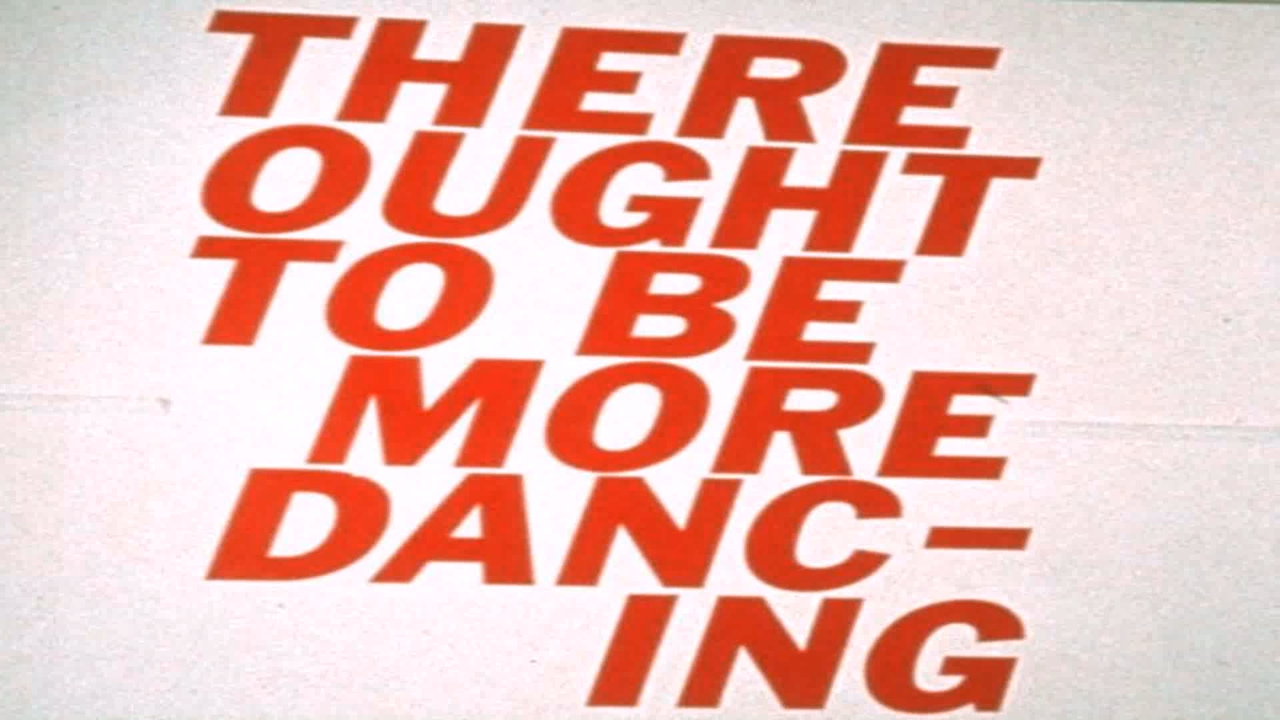 THERE
OUGHT
TO BE
MORE
DANC-
ING